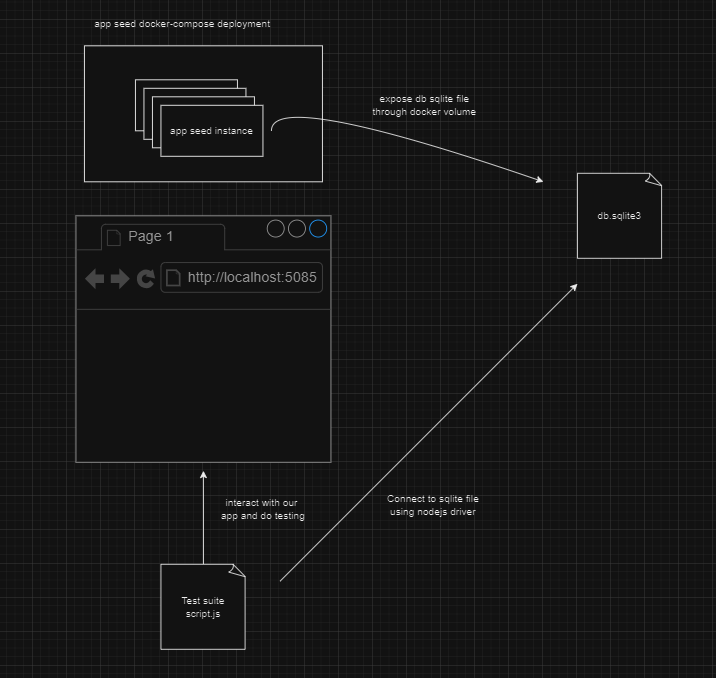 app seed docker-compose deployment
app seed instance
expose db sqlite file
through docker volume
db.sqlite3
Page 1
http://localhost:5085
interact with our
app and do testing
Connect to sqlite file
using nodejs driver
Test suite
script.js